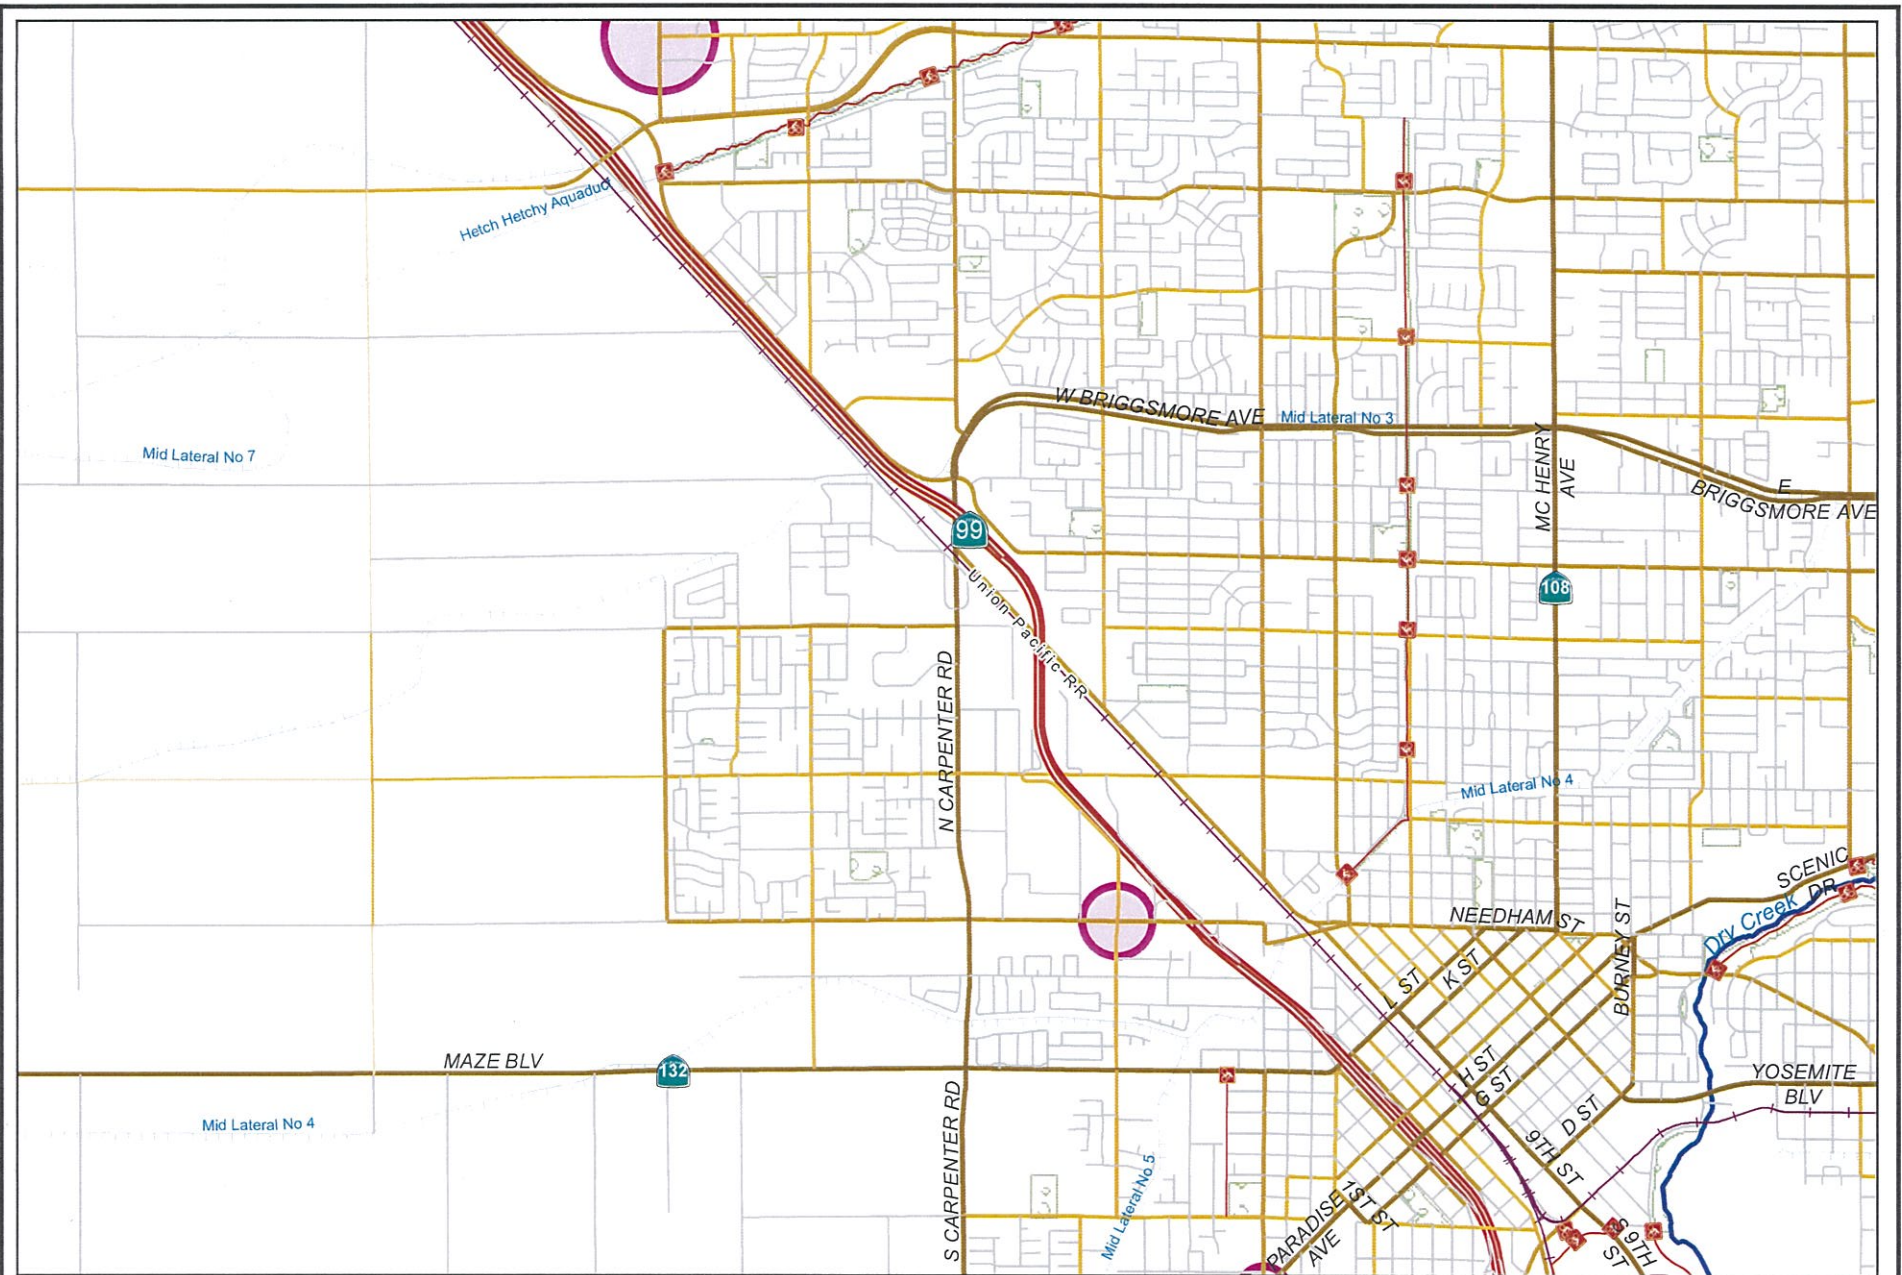 Hetch Hetchy Aquaduct
W BRIGGSMORE AVE
Mid Lateral No 3
Mid Lateral No 7
MC HENRY
AVE
E
BRIGGSMORE AVE
99
108
Union Pacific RR
N CARPENTER RD
Mid Lateral No 4
SCENIC
DR
NEEDHAM ST
BURNEY ST
Dry Creek
L ST
K ST
MAZE BLV
132
H ST
G ST
YOSEMITE
BLV
Mid Lateral No 4
D ST
9TH ST
S CARPENTER RD
Mid Lateral No 5
1ST ST
PARADISE
AVE
S 9TH
ST